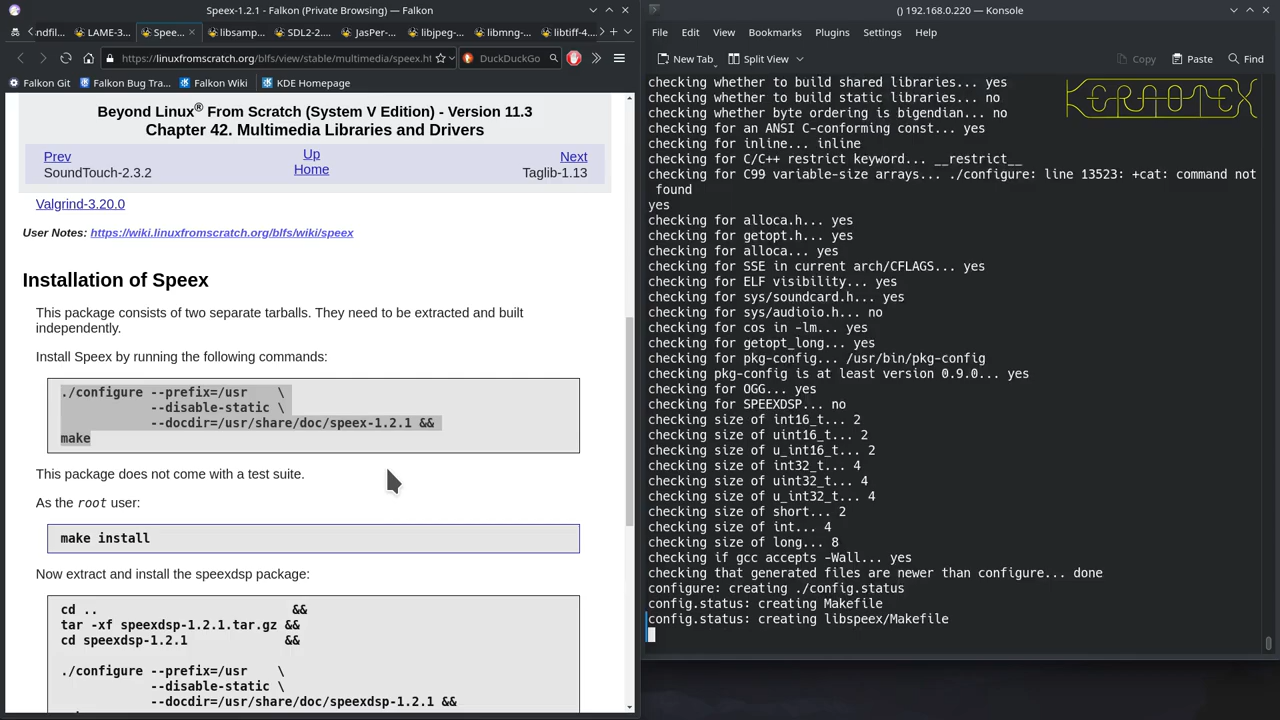 Speex-1.2.1 - Falkon (Private Browsing) — Falkon
ndfil...
LAME-3...
Spee...
libsamp...
SDL2-2....
JasPer-...
libjpeg-...
libmng-...
libtiff-4...
https://linuxfromscratch.org/blfs/view/stable/multimedia/speex.ht
DuckDuckGo
Falkon Git
Falkon Bug Tra...
Falkon Wiki
KDE Homepage
Beyond Linux® From Scratch (System V Edition) - Version 11.3
Chapter 42. Multimedia Libraries and Drivers
Prev
Up
Next
SoundTouch-2.3.2
Home
Taglib-1.13
Valgrind-3.20.0
User Notes: https://wiki.linuxfromscratch.org/blfs/wiki/speex
Installation of Speex
This package consists of two separate tarballs. They need to be extracted and built
independently.
Install Speex by running the following commands:
./configure --prefix=/usr \
--disable-static \
--docdir=/usr/share/doc/speex-1.2.1 &&
make
This package does not come with a test suite.
As the root user:
make install
Now extract and install the speexdsp package:
cd .. &&
tar -xf speexdsp-1.2.1.tar.gz &&
cd speexdsp-1.2.1 &&
./configure --prefix=/usr \
--disable-static \
--docdir=/usr/share/doc/speexdsp-1.2.1 &&
() 192.168.0.220 — Konsole
File Edit View Bookmarks Plugins Settings Help
New Tab
Split View
Copy
Paste
Find
checking whether to build shared libraries... yes
checking whether to build static libraries... no
checking whether byte ordering is bigendian... no
checking for an ANSI C-conforming const... yes
checking for inline... inline
checking for C/C++ restrict keyword... __restrict__
checking for C99 variable-size arrays... ./configure: line 13523: +cat: command not
found
yes
checking for alloca.h... yes
checking for getopt.h... yes
checking for alloca... yes
checking for SSE in current arch/CFLAGS... yes
checking for ELF visibility... yes
checking for sys/soundcard.h... yes
checking for sys/audioio.h... no
checking for cos in -lm... yes
checking for getopt_long... yes
checking for pkg-config... /usr/bin/pkg-config
checking pkg-config is at least version 0.9.0... yes
checking for OGG... yes
checking for SPEEXDSP... no
checking size of int16_t... 2
checking size of uint16_t... 2
checking size of u_int16_t... 2
checking size of int32_t... 4
checking size of uint32_t... 4
checking size of u_int32_t... 4
checking size of short... 2
checking size of int... 4
checking size of long... 8
checking if gcc accepts -Wall... yes
checking that generated files are newer than configure... done
configure: creating ./config.status
config.status: creating Makefile
config.status: creating libspeex/Makefile